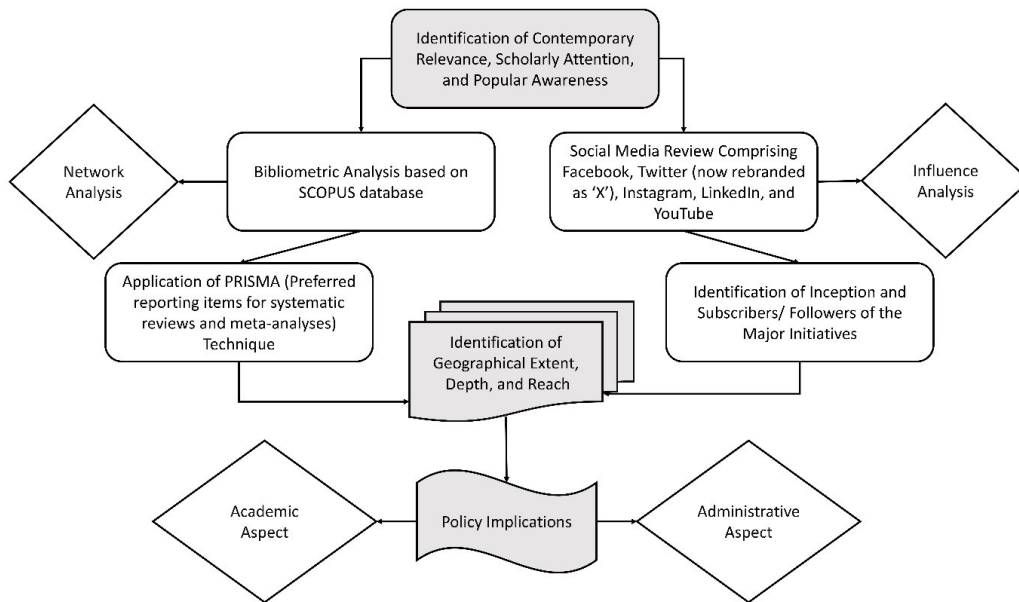 Identification of Contemporary
Relevance, Scholarly Attention,
and Popular Awareness
Network
Analysis
Bibliometric Analysis based on
SCOPUS database
Social Media Review Comprising
Facebook, Twitter (now rebranded
as ‘X’), Instagram, LinkedIn, and
YouTube
Influence
Analysis
Application of PRISMA (Preferred
reporting items for systematic
reviews and meta-analyses)
Technique
Identification of Inception and
Subscribers/ Followers of the
Major Initiatives
Identification of
Geographical Extent,
Depth, and Reach
Academic
Aspect
Policy Implications
Administrative
Aspect